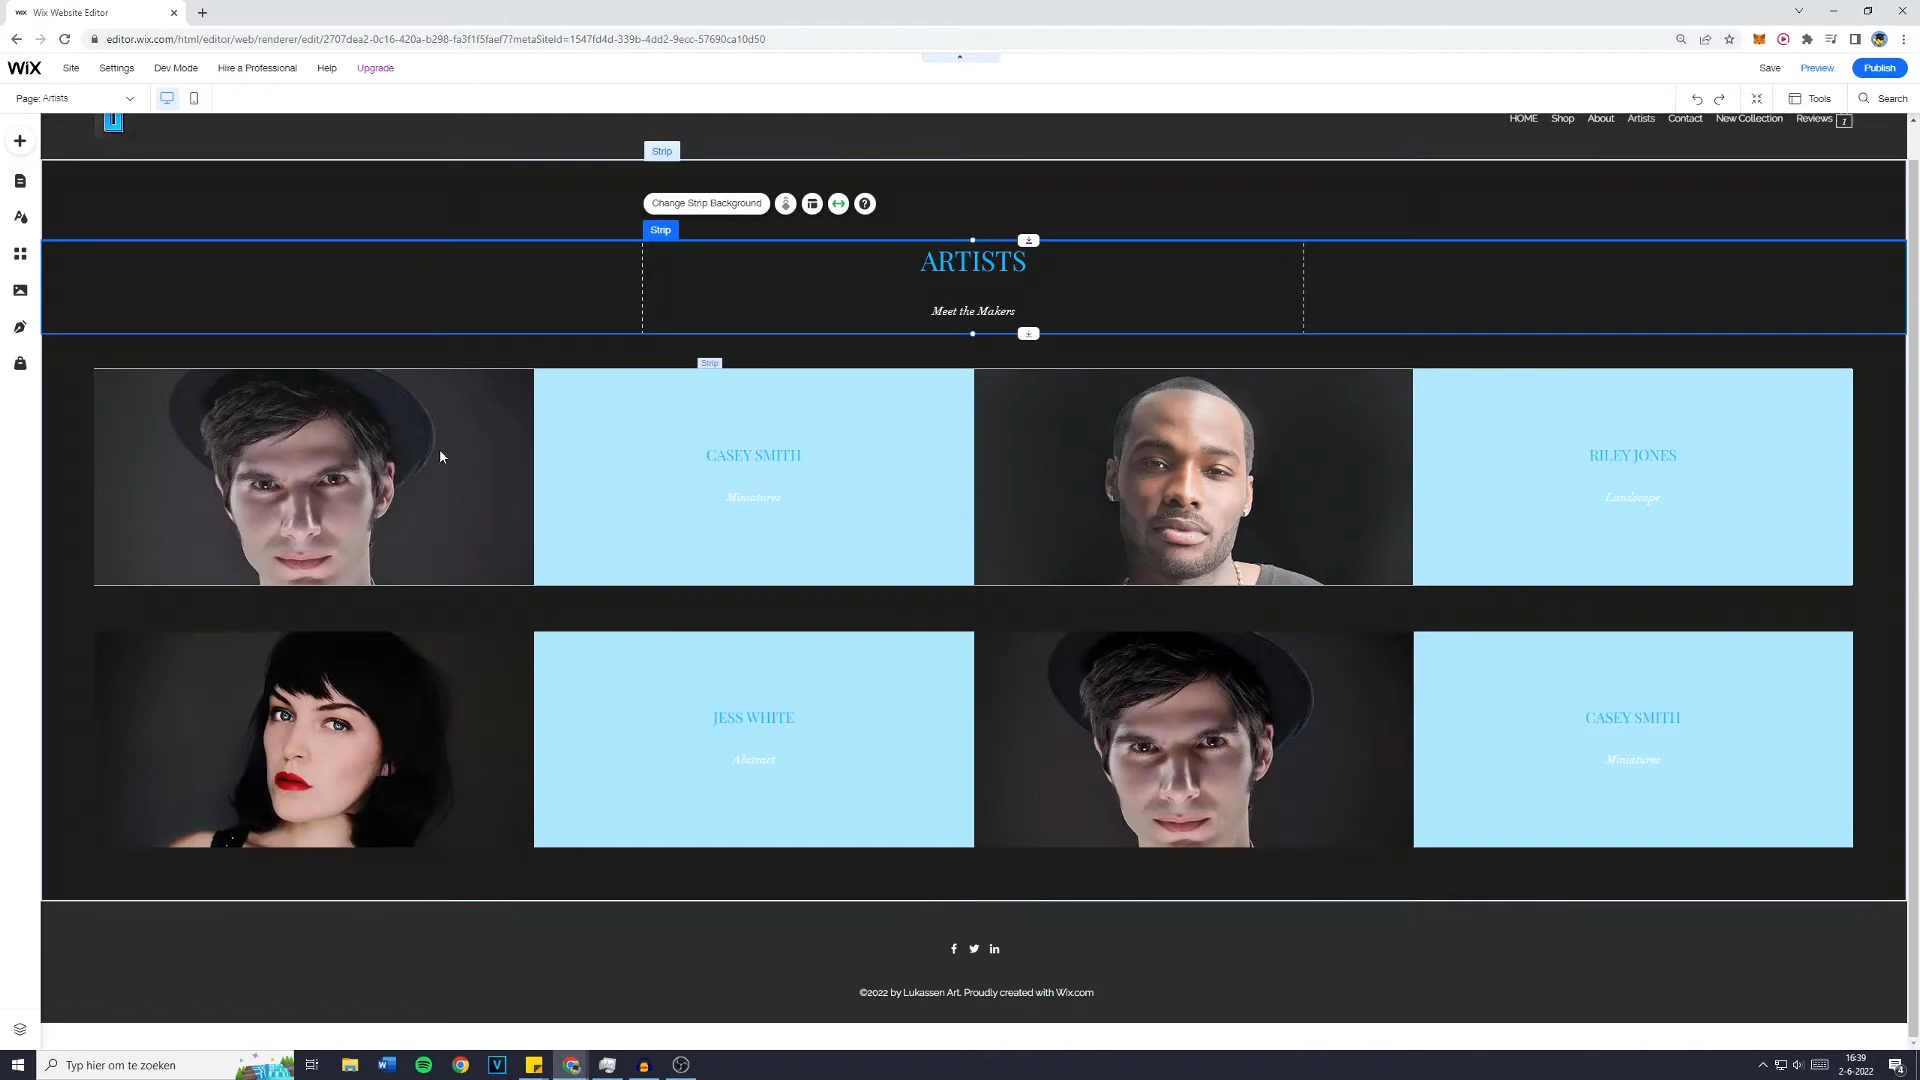 WiX Wix Website Editor
editor.wix.com/html/editor/web/renderer/edit/2707dea2-0c16-420a-b298-fa3f1f5faef7?metaSiteId=1547fd4d-339b-4dd2-9ecc-57690ca10d50
WiX Site Settings Dev Mode Hire a Professional Help Upgrade Save Preview Publish
Page: Artists Tools Search
HOME Shop About Artists Contact New Collection Reviews 1
Strip
Change Strip Background ?
Strip
ARTISTS
Meet the Makers
Strip
CASEY SMITH
Miniatures
RILEY JONES
Landscape
JESS WHITE
Abstract
CASEY SMITH
Miniatures
©2022 by Lukassen Art. Proudly created with Wix.com
Typ hier om te zoeken
16:39
2-6-2022
4